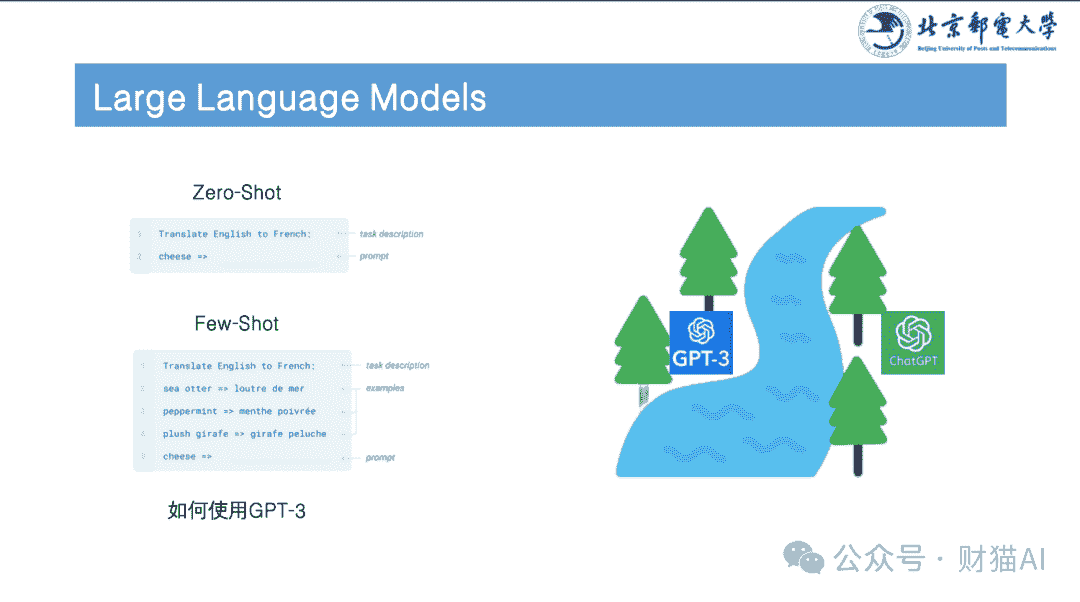 北京郵電大學
Beijing University of Posts and Telecommunications
Large Language Models
Zero-Shot
1 Translate English to French: task description
2 cheese => prompt
Few-Shot
1 Translate English to French: task description
2 sea otter => loutre de mer examples
3 peppermint => menthe poivrée
4 plush girafe => girafe peluche
5 cheese => prompt
如何使用GPT-3
GPT-3
ChatGPT
公众号 · 财猫AI